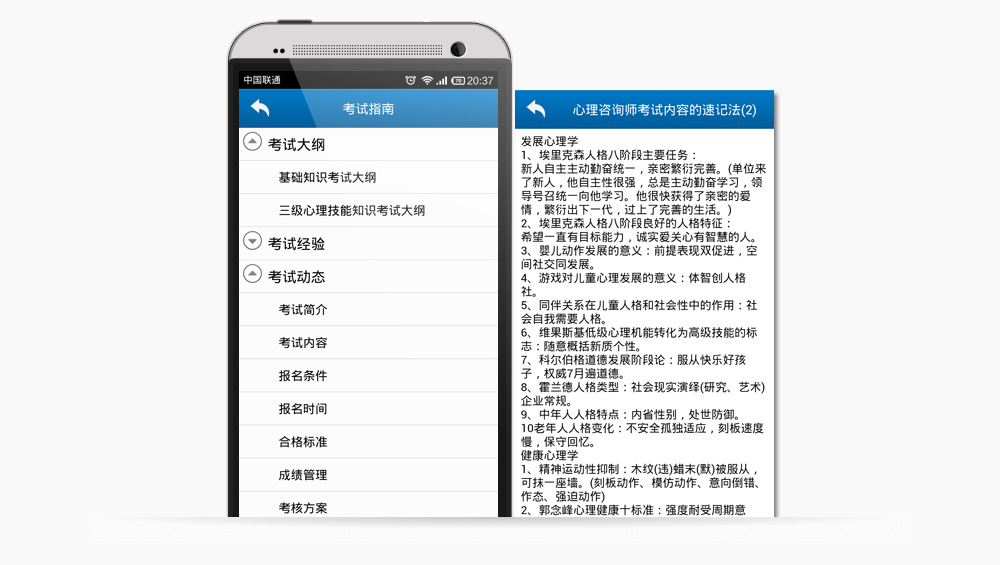 中国联通
78
20:37
考试指南
考试大纲
基础知识考试大纲
三级心理技能知识考试大纲
考试经验
考试动态
考试简介
考试内容
报名条件
报名时间
合格标准
成绩管理
考核方案
心理咨询师考试内容的速记法(2)
发展心理学
1、埃里克森人格八阶段主要任务：
新人自主主动勤奋统一，亲密繁衍完善。(单位来
了新人，他自主性很强，总是主动勤奋学习，领
导号召统一向他学习。他很快获得了亲密的爱
情，繁衍出下一代，过上了完善的生活。)
2、埃里克森人格八阶段良好的人格特征：
希望一直有目标能力，诚实爱关心有智慧的人。
3、婴儿动作发展的意义：前提表现双促进，空
间社交同发展。
4、游戏对儿童心理发展的意义：体智创人格
社。
5、同伴关系在儿童人格和社会性中的作用：社
会自我需要人格。
6、维果斯基低级心理机能转化为高级技能的标
志：随意概括新质个性。
7、科尔伯格道德发展阶段论：服从快乐好孩
子，权威7月遍道德。
8、霍兰德人格类型：社会现实演绎(研究、艺术)
企业常规。
9、中年人人格特点：内省性别，处世防御。
10老年人人格变化：不安全孤独适应，刻板速度
慢，保守回忆。
健康心理学
1、精神运动性抑制：木纹(违)蜡末(默)被服从，
可抹一座墙。(刻板动作、模仿动作、意向倒错、
作态、强迫动作)
2、郭念峰心理健康十标准：强度耐受周期意